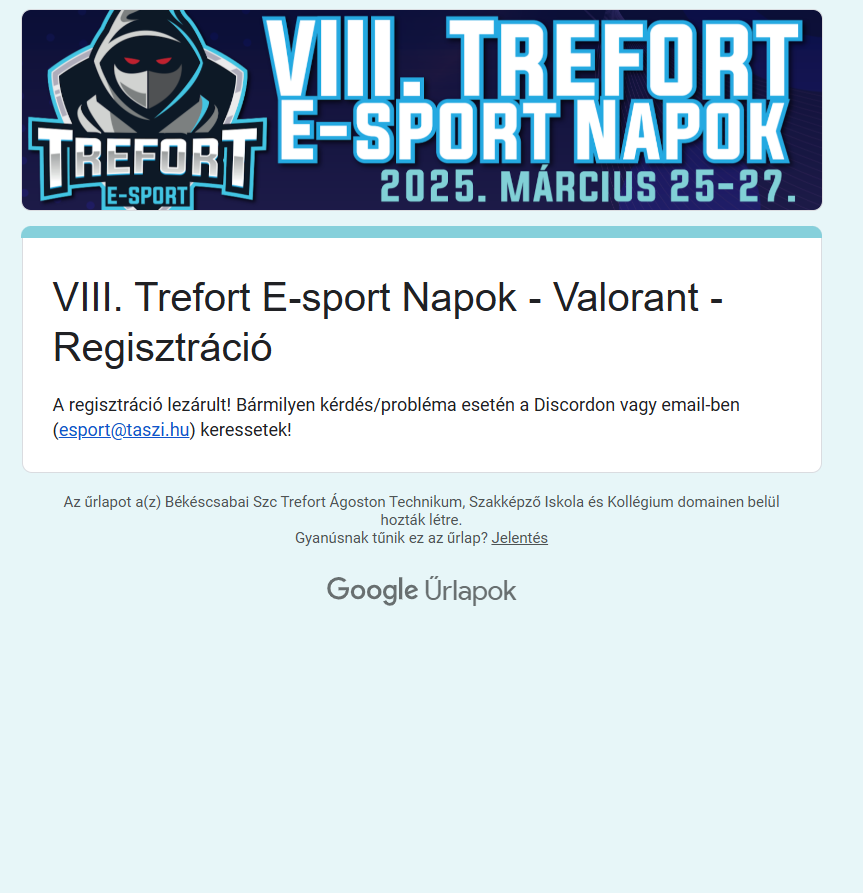 VIII. TREFORT
E-SPORT NAPOK
2025. MÁRCIUS 25-27.
TREFORT
E-SPORT
VIII. Trefort E-sport Napok - Valorant -
Regisztráció
A regisztráció lezárult! Bármilyen kérdés/probléma esetén a Discordon vagy email-ben
(esport@taszi.hu) keressetek!
Az űrlapot a(z) Békéscsabai Szc Trefort Ágoston Technikum, Szakképző Iskola és Kollégium domainen belül
hozták létre.
Gyanúsnak tűnik ez az űrlap? Jelentés
Google Űrlapok